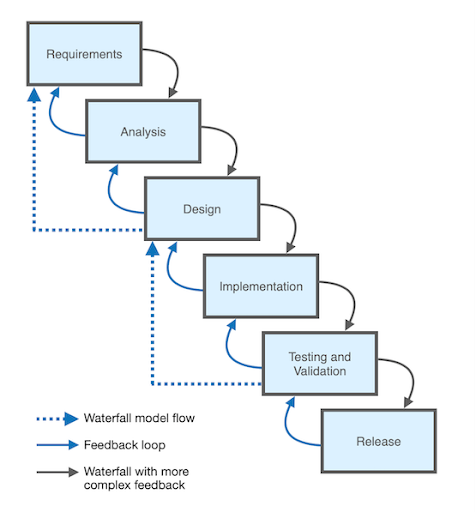 Requirements
Analysis
Design
Implementation
Testing and
Validation
Release
Waterfall model flow
Feedback loop
Waterfall with more
complex feedback